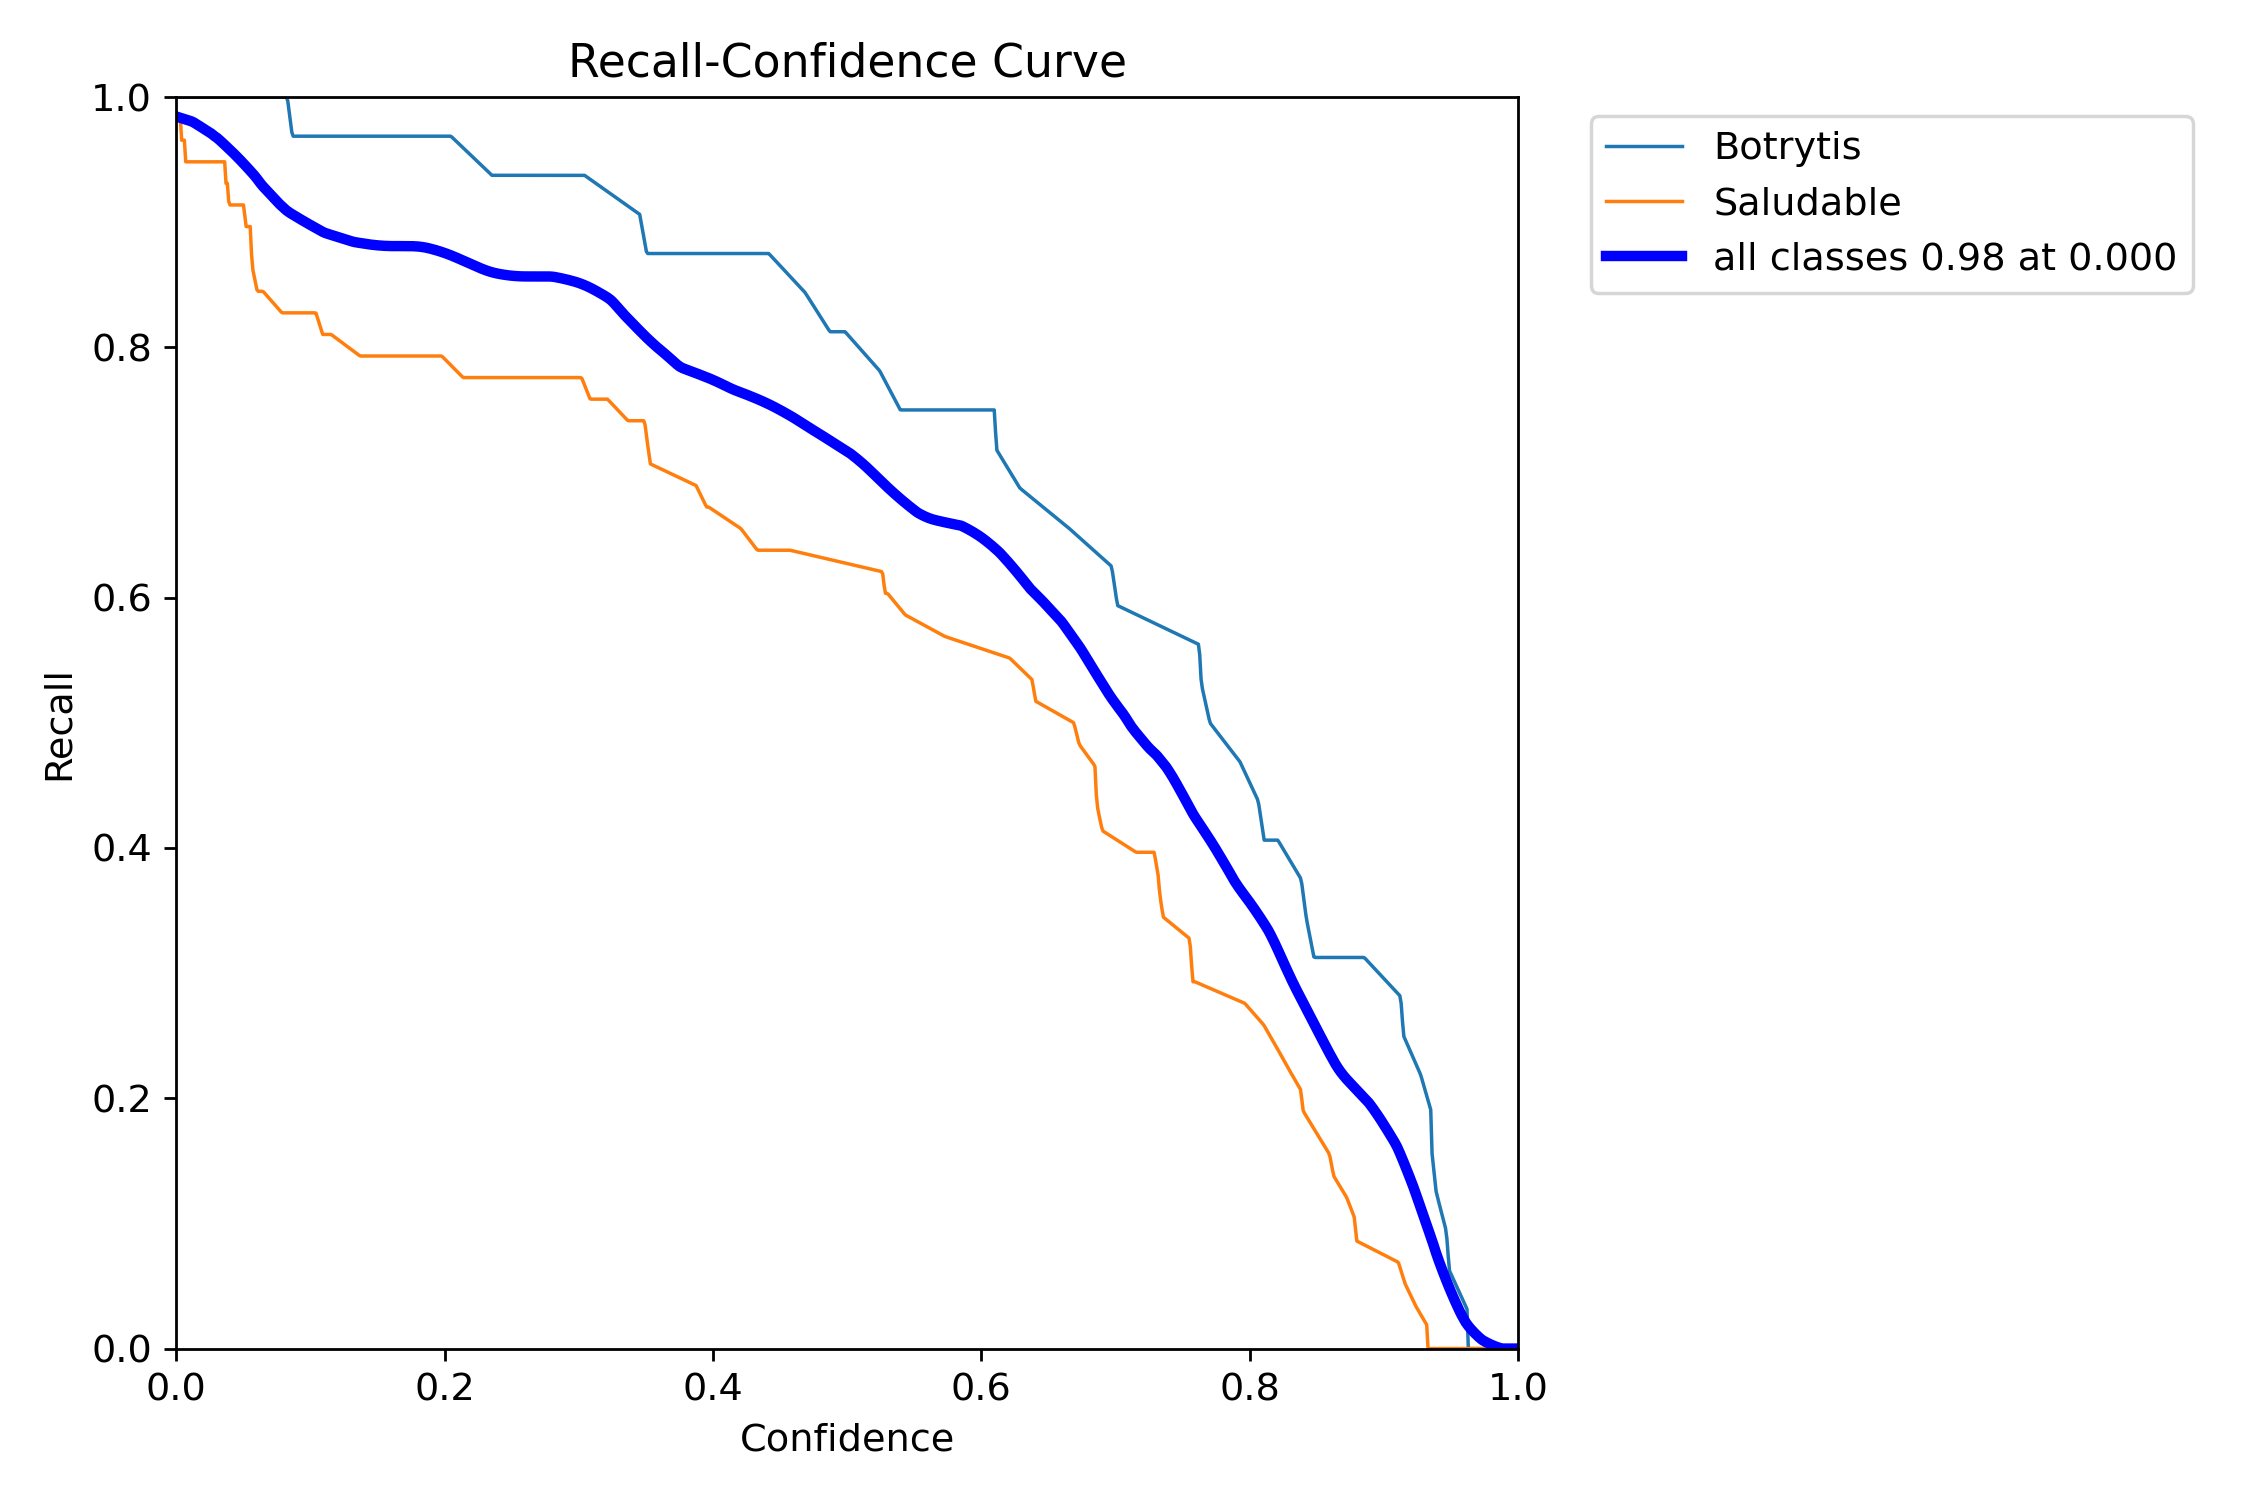 Recall-Confidence Curve
1.0
0.8
0.6
0.4
0.2
0.0
Recall
0.0 0.2 0.4 0.6 0.8 1.0
Confidence
Botrytis
Saludable
all classes 0.98 at 0.000